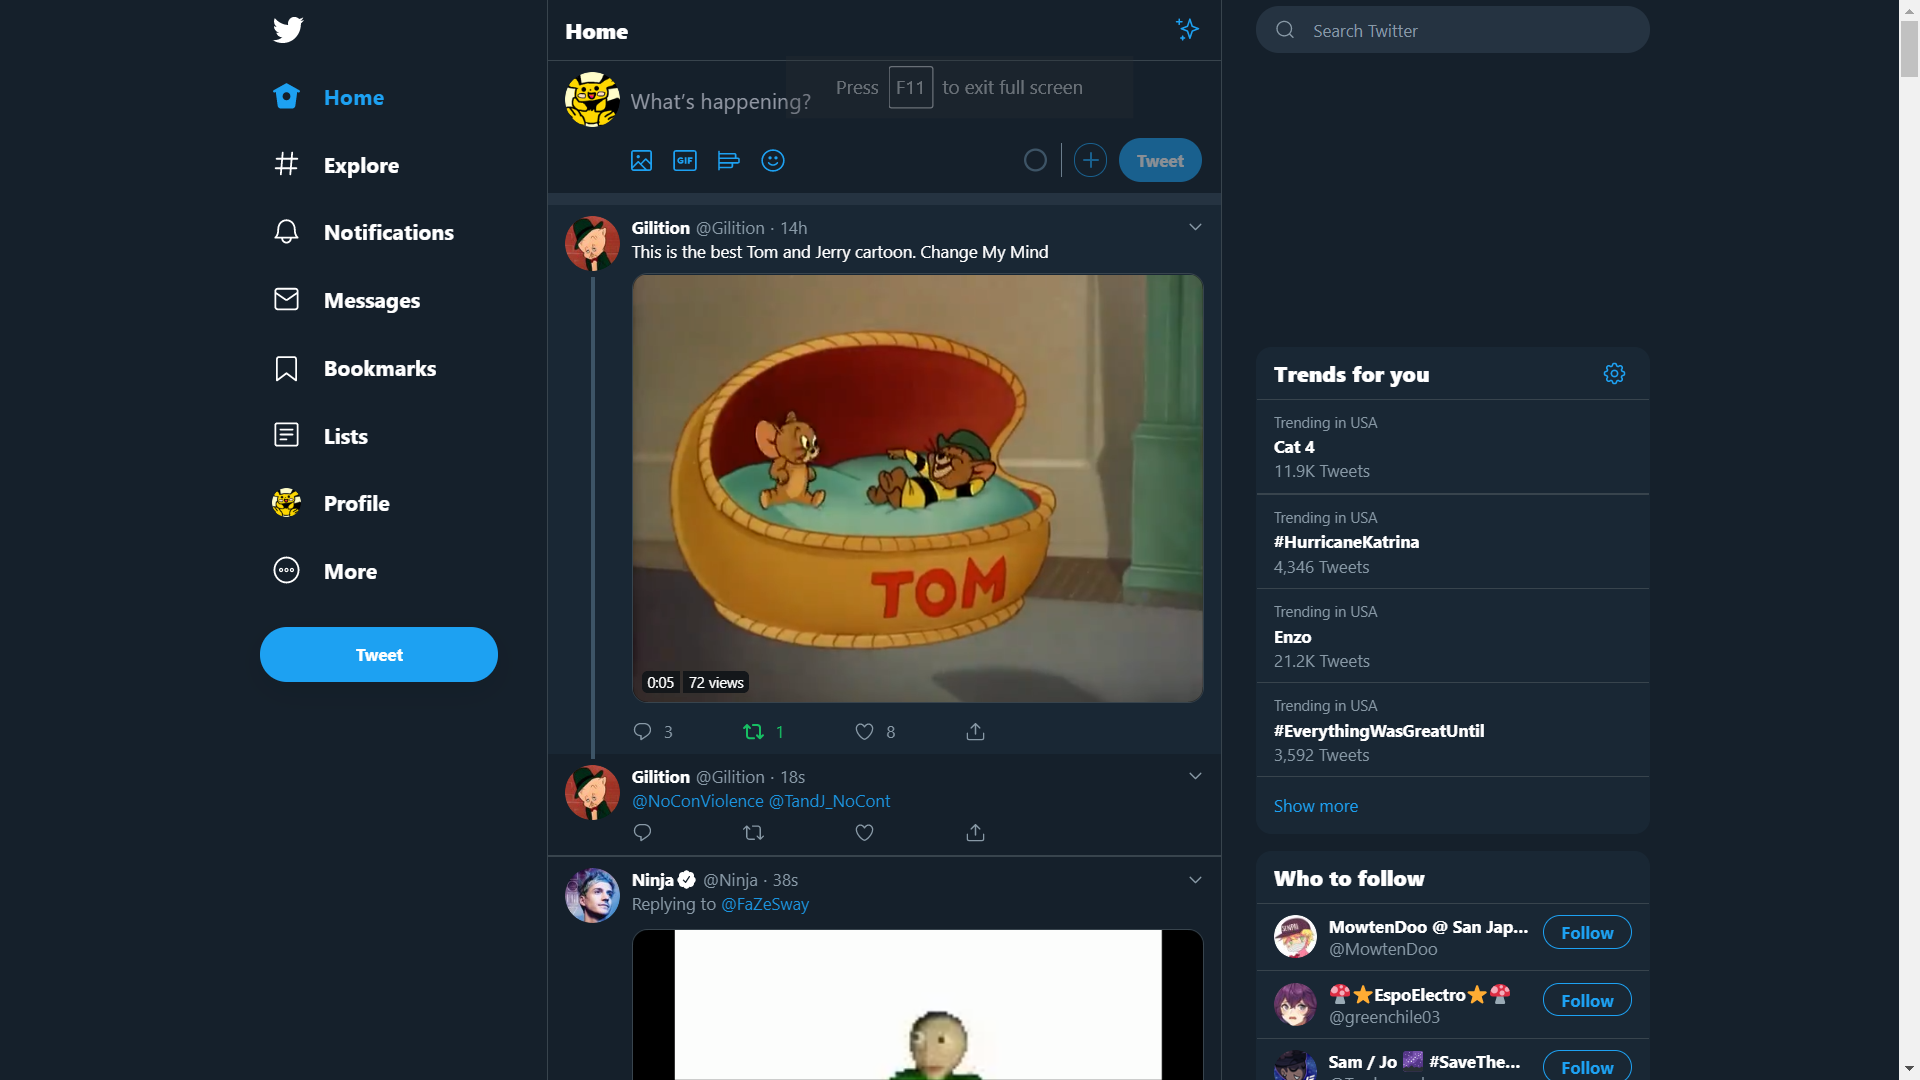 Home
Explore
Notifications
Messages
Bookmarks
Lists
Profile
More
Tweet
Home
What's happening?
Press F11 to exit full screen
GIF
Tweet
Gilition @Gilition · 14h
This is the best Tom and Jerry cartoon. Change My Mind
TOM
0:05 72 views
3 1 8
Gilition @Gilition · 18s
@NoConViolence @TandJ_NoCont
Ninja @Ninja · 38s
Replying to @FaZeSway
Search Twitter
Trends for you
Trending in USA
Cat 4
11.9K Tweets
Trending in USA
#HurricaneKatrina
4,346 Tweets
Trending in USA
Enzo
21.2K Tweets
Trending in USA
#EverythingWasGreatUntil
3,592 Tweets
Show more
Who to follow
MowtenDoo @ San Jap... Follow
@MowtenDoo
EspoElectro Follow
@greenchile03
Sam / Jo #SaveThe... Follow